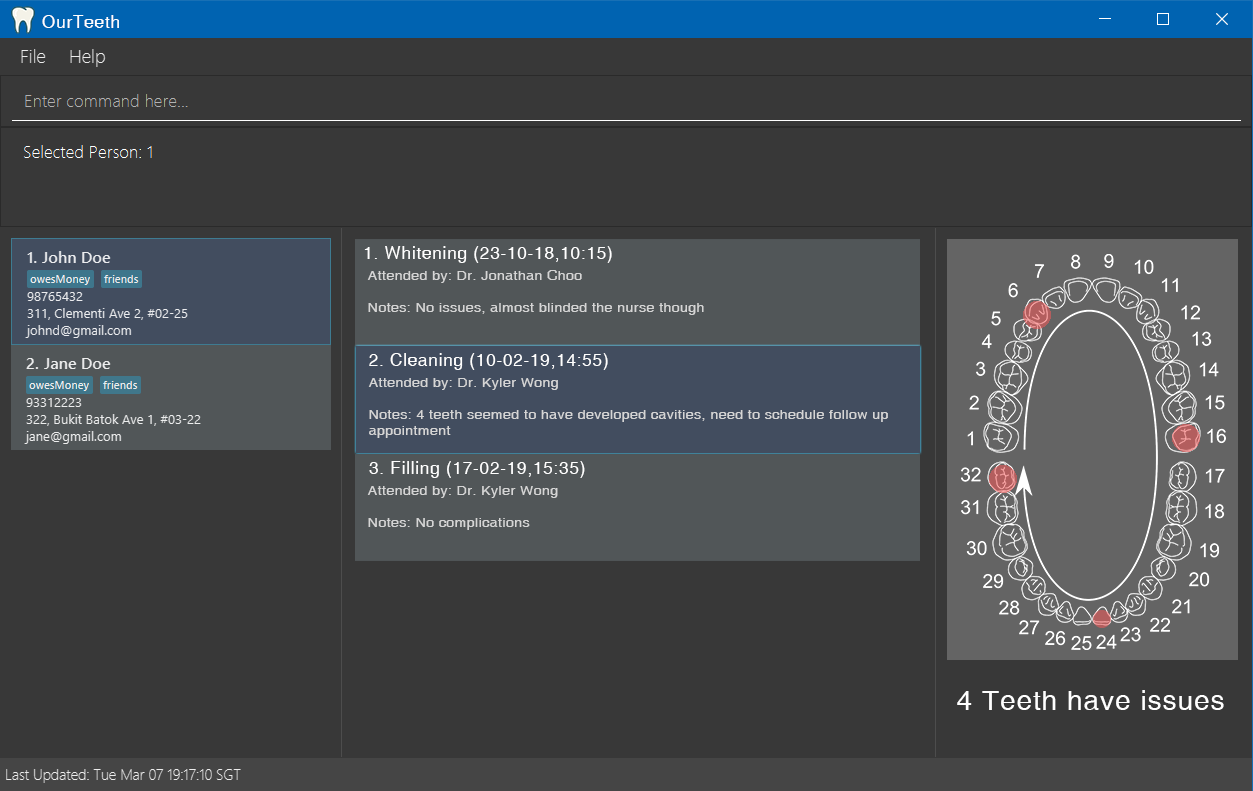 OurTeeth
File Help
Enter command here...
Selected Person: 1
1. John Doe
owesMoney friends
98765432
311, Clementi Ave 2, #02-25
johnd@gmail.com
2. Jane Doe
owesMoney friends
93312223
322, Bukit Batok Ave 1, #03-22
jane@gmail.com
1. Whitening (23-10-18,10:15)
Attended by: Dr. Jonathan Choo
Notes: No issues, almost blinded the nurse though
2. Cleaning (10-02-19,14:55)
Attended by: Dr. Kyler Wong
Notes: 4 teeth seemed to have developed cavities, need to schedule follow up
appointment
3. Filling (17-02-19,15:35)
Attended by: Dr. Kyler Wong
Notes: No complications
1
2
3
4
5
6
7
8
9
10
11
12
13
14
15
16
17
18
19
20
21
22
23
24
25
26
27
28
29
30
31
32
4 Teeth have issues
Last Updated: Tue Mar 07 19:17:10 SGT